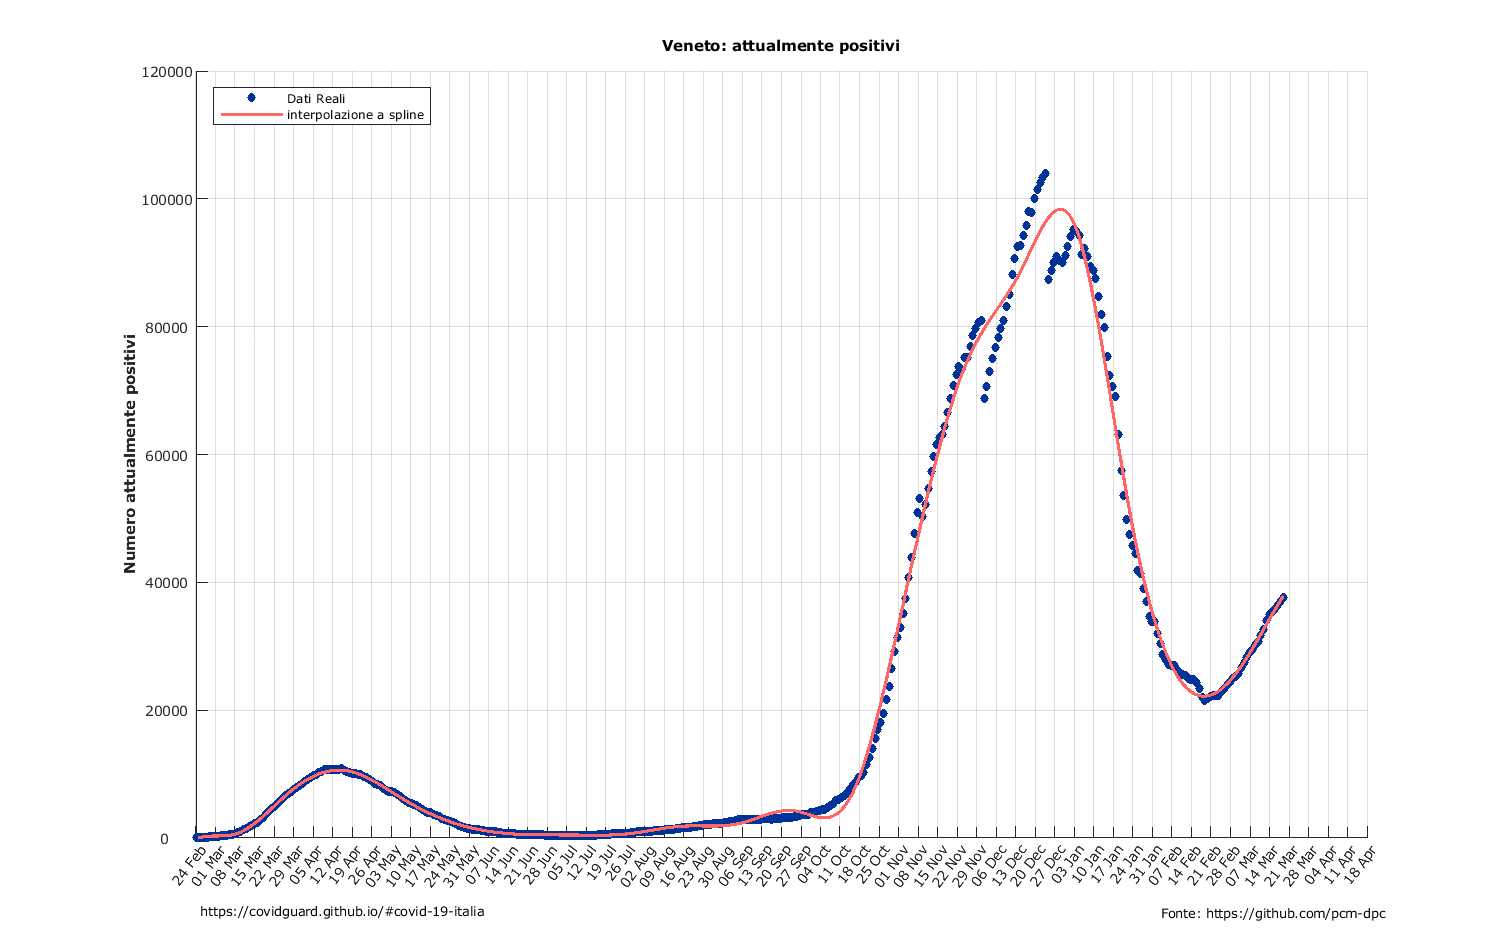 Veneto: attualmente positivi
120000
100000
80000
60000
40000
20000
0
Numero attualmente positivi
Dati Reali
interpolazione a spline
24 Feb
01 Mar
08 Mar
15 Mar
22 Mar
29 Mar
05 Apr
12 Apr
19 Apr
26 Apr
03 May
10 May
17 May
24 May
31 May
07 Jun
14 Jun
21 Jun
28 Jun
05 Jul
12 Jul
19 Jul
26 Jul
02 Aug
09 Aug
16 Aug
23 Aug
30 Aug
06 Sep
13 Sep
20 Sep
27 Sep
04 Oct
11 Oct
18 Oct
25 Oct
01 Nov
08 Nov
15 Nov
22 Nov
29 Nov
06 Dec
13 Dec
20 Dec
27 Dec
03 Jan
10 Jan
17 Jan
24 Jan
31 Jan
07 Feb
14 Feb
21 Feb
28 Feb
07 Mar
14 Mar
21 Mar
28 Mar
04 Apr
11 Apr
18 Apr
https://covidguard.github.io/#covid-19-italia
Fonte: https://github.com/pcm-dpc